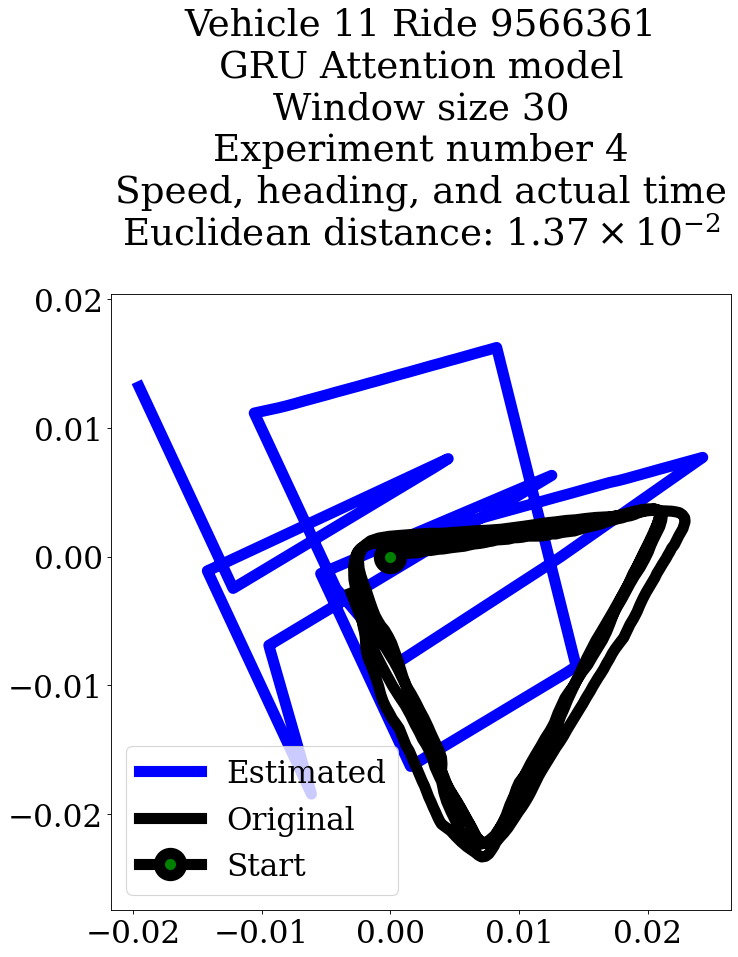 Vehicle 11 Ride 9566361
GRU Attention model
Window size 30
Experiment number 4
Speed, heading, and actual time
Euclidean distance: 1.37 × 10⁻²
0.02
0.01
0.00
−0.01
−0.02
Estimated
Original
Start
−0.02 −0.01 0.00 0.01 0.02